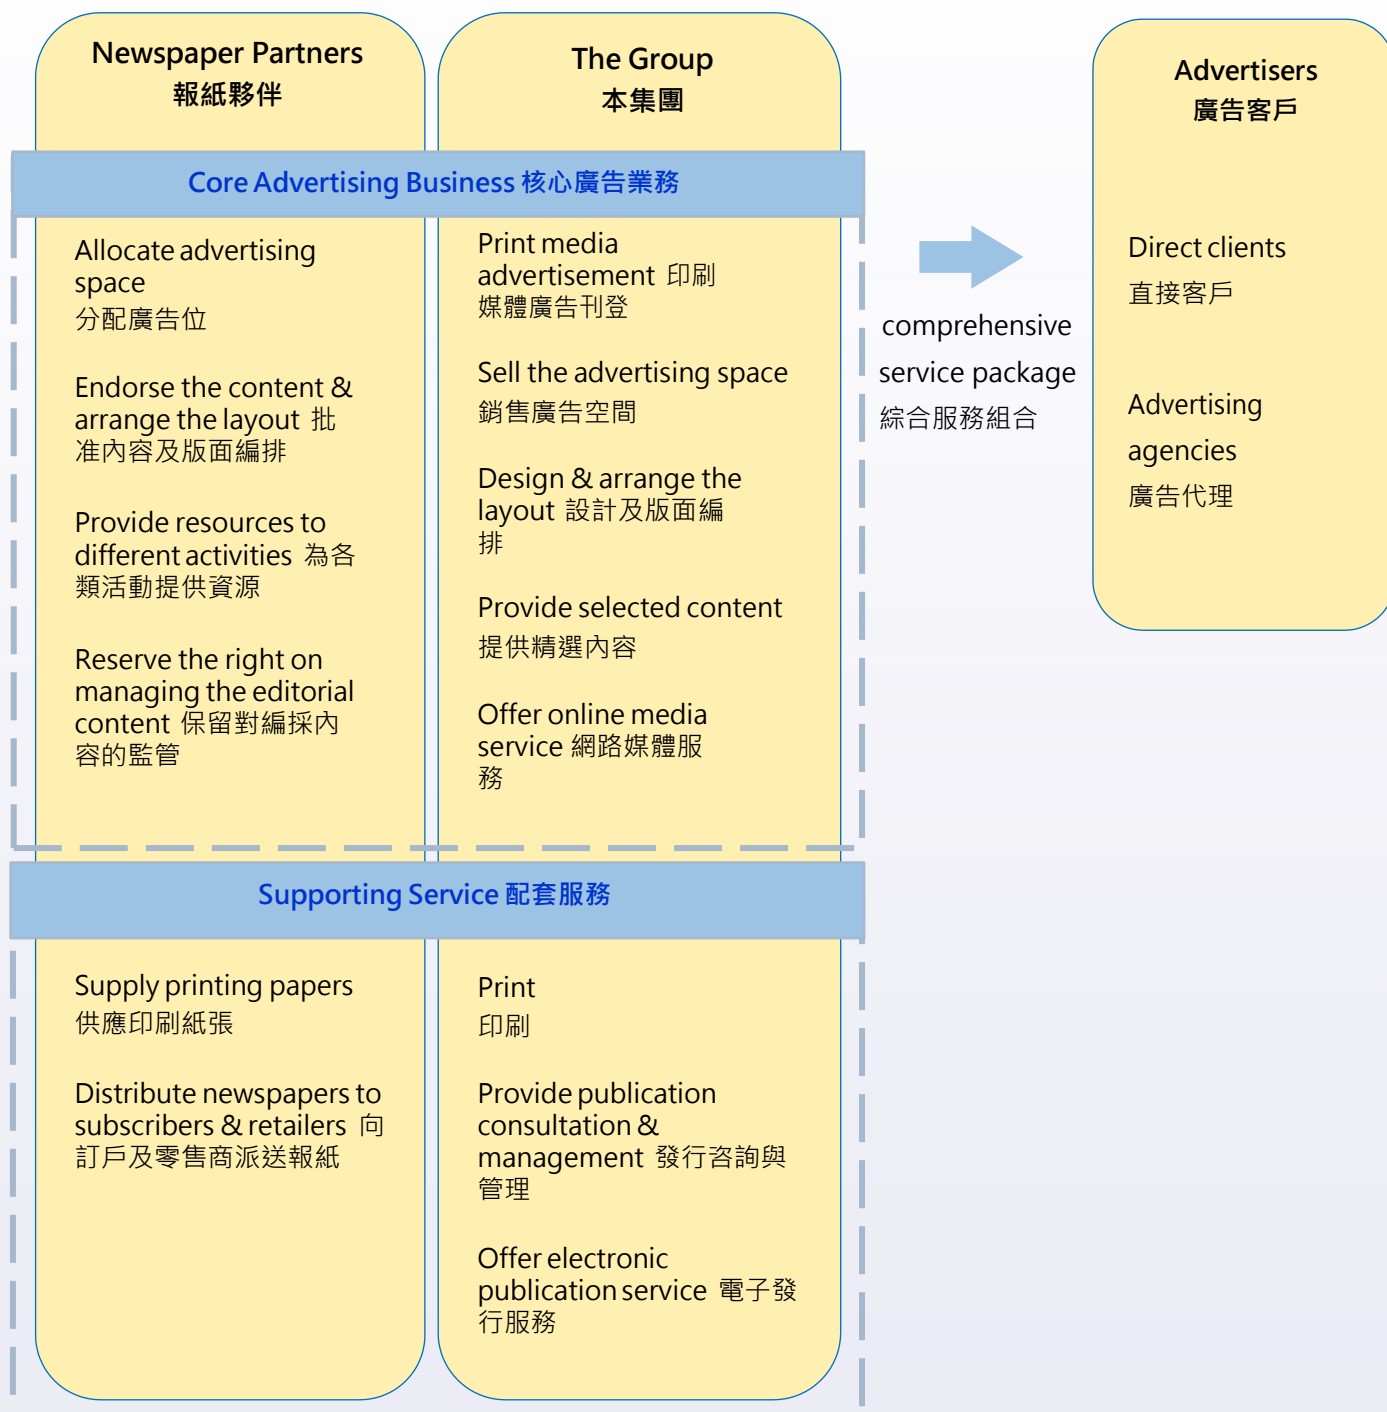 Newspaper Partners
報紙夥伴
The Group
本集團
Advertisers
廣告客戶
Core Advertising Business 核心廣告業務
Allocate advertising
space
分配廣告位
Endorse the content &
arrange the layout 批
准內容及版面編排
Provide resources to
different activities 為各
類活動提供資源
Reserve the right on
managing the editorial
content 保留對編採內
容的監管
Print media
advertisement 印刷
媒體廣告刊登
Sell the advertising space
銷售廣告空間
Design & arrange the
layout 設計及版面編
排
Provide selected content
提供精選內容
Offer online media
service 網路媒體服
務
comprehensive
service package
綜合服務組合
Direct clients
直接客戶
Advertising
agencies
廣告代理
Supporting Service 配套服務
Supply printing papers
供應印刷紙張
Distribute newspapers to
subscribers & retailers 向
訂戶及零售商派送報紙
Print
印刷
Provide publication
consultation &
management 發行咨詢與
管理
Offer electronic
publication service 電子發
行服務